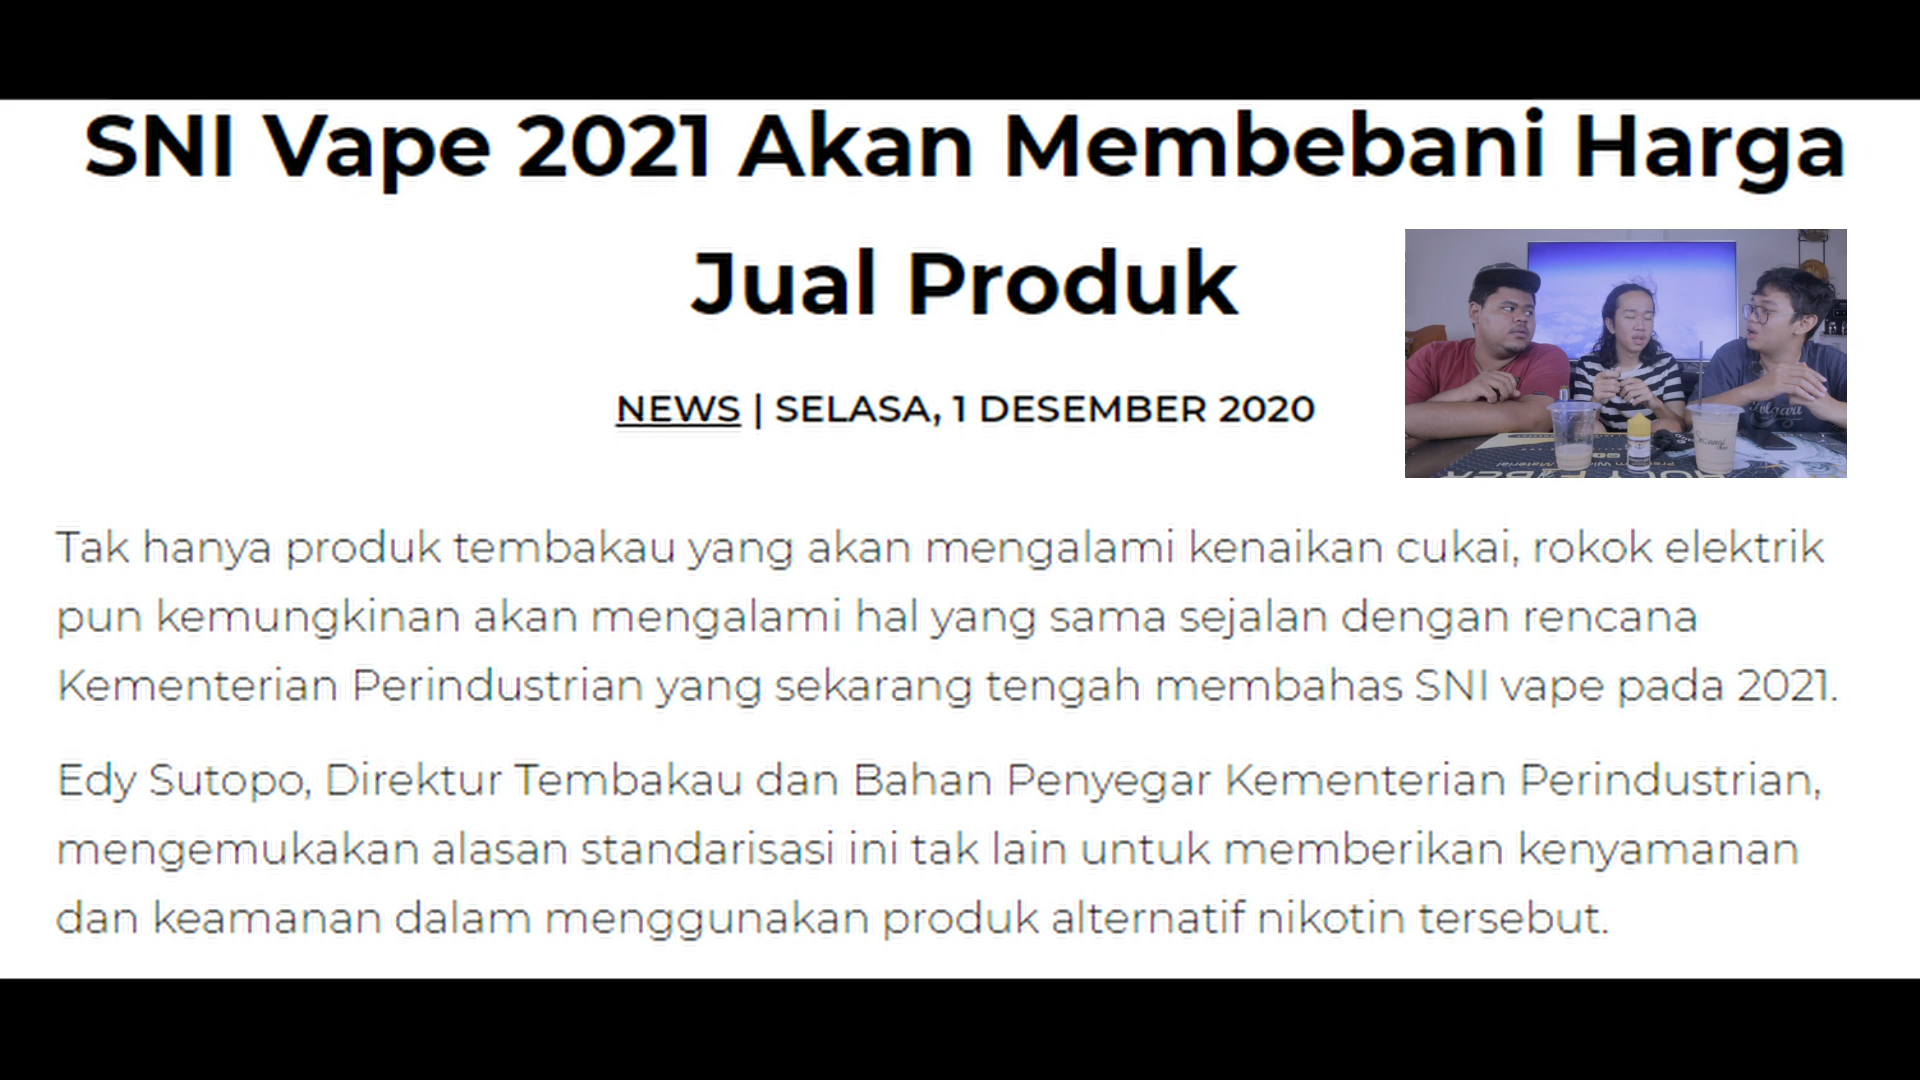 SNI Vape 2021 Akan Membebani Harga
Jual Produk
NEWS | SELASA, 1 DESEMBER 2020
Tak hanya produk tembakau yang akan mengalami kenaikan cukai, rokok elektrik
pun kemungkinan akan mengalami hal yang sama sejalan dengan rencana
Kementerian Perindustrian yang sekarang tengah membahas SNI vape pada 2021.
Edy Sutopo, Direktur Tembakau dan Bahan Penyegar Kementerian Perindustrian,
mengemukakan alasan standarisasi ini tak lain untuk memberikan kenyamanan
dan keamanan dalam menggunakan produk alternatif nikotin tersebut.